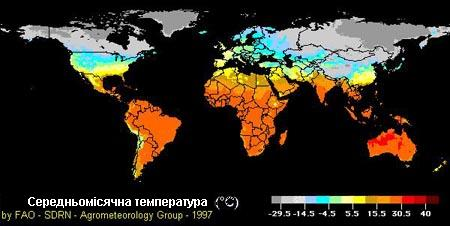 Середньомісячна температура (°C)
by FAO - SDRN - Agrometeorology Group - 1997
-29.5 -14.5 -4.5 5.5 15.5 30.5 40